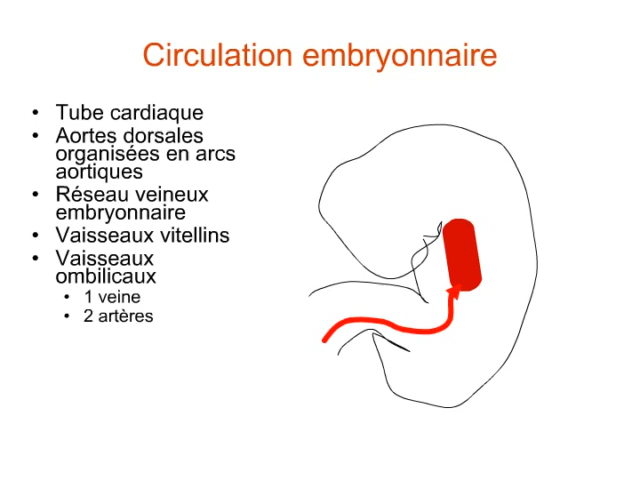 Circulation embryonnaire
• Tube cardiaque
• Aortes dorsales
organisées en arcs
aortiques
• Réseau veineux
embryonnaire
• Vaisseaux vitellins
• Vaisseaux
ombilicaux
• 1 veine
• 2 artères